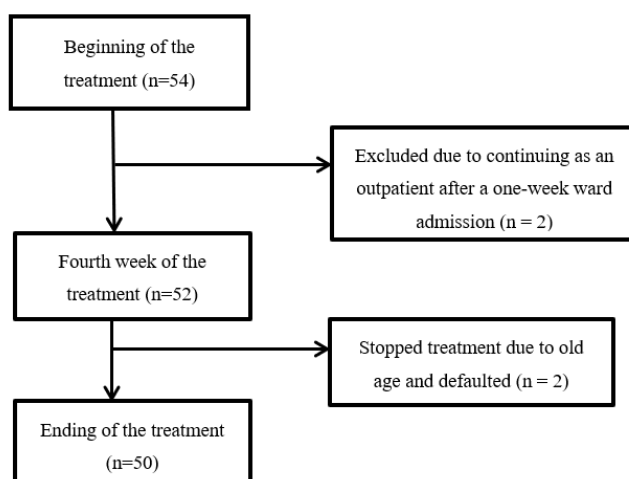 Beginning of the
treatment (n=54)
Excluded due to continuing as an
outpatient after a one-week ward
admission (n = 2)
Fourth week of the
treatment (n=52)
Stopped treatment due to old
age and defaulted (n = 2)
Ending of the treatment
(n=50)